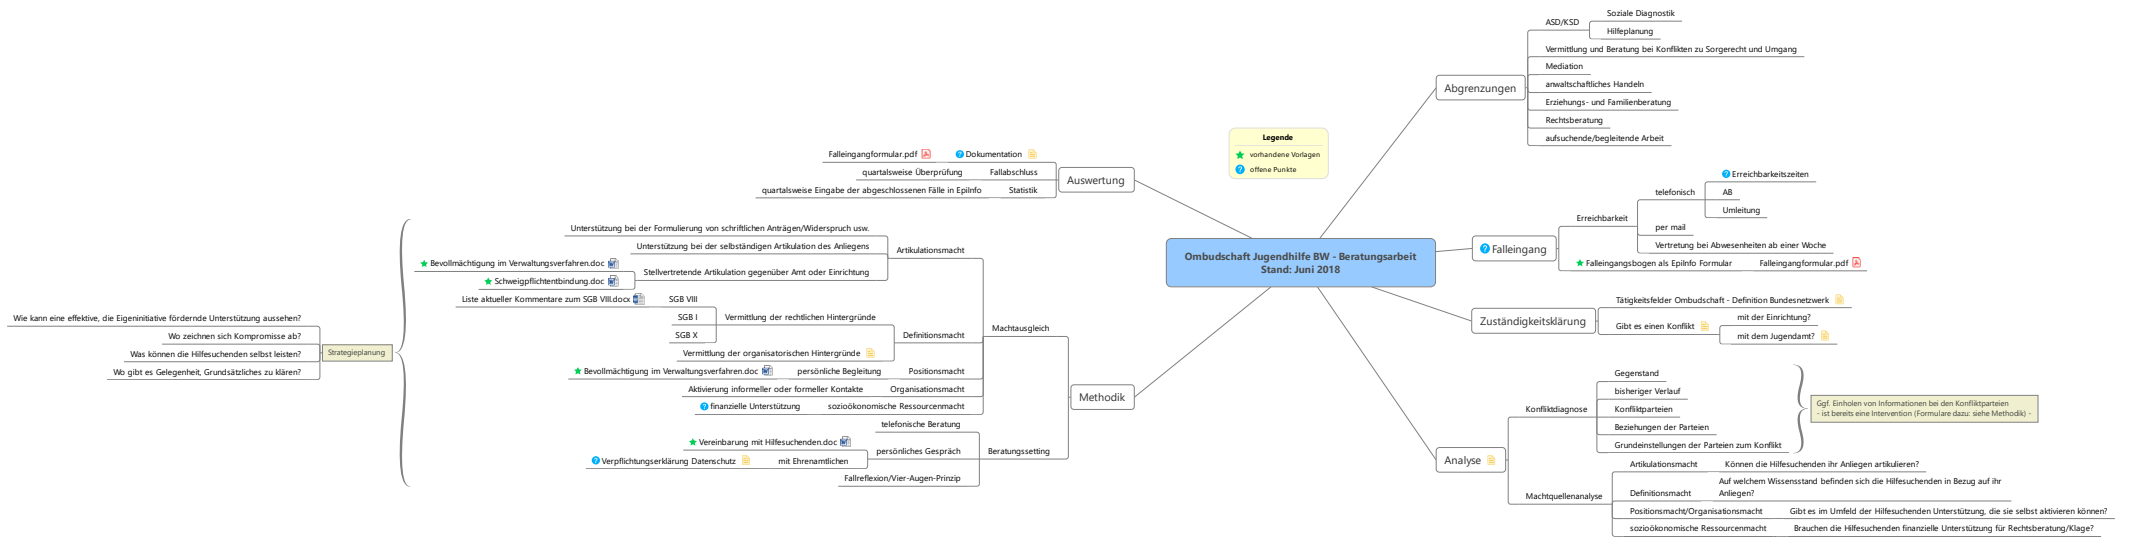 Ombudschaft Jugendhilfe BW - Beratungsarbeit
Stand: Juni 2018
Legende
vorhandene Vorlagen
offene Punkte
Abgrenzungen
ASD/KSD
Soziale Diagnostik
Hilfeplanung
Vermittlung und Beratung bei Konflikten zu Sorgerecht und Umgang
Mediation
anwaltschaftliches Handeln
Erziehungs- und Familienberatung
Rechtsberatung
aufsuchende/begleitende Arbeit
Falleingang
Erreichbarkeit
telefonisch
Erreichbarkeitszeiten
AB
Umleitung
per mail
Vertretung bei Abwesenheiten ab einer Woche
Falleingangsbogen als EpiInfo Formular
Falleingangformular.pdf
Zuständigkeitsklärung
Tätigkeitsfelder Ombudschaft - Definition Bundesnetzwerk
Gibt es einen Konflikt
mit der Einrichtung?
mit dem Jugendamt?
Analyse
Konfliktdiagnose
Gegenstand
bisheriger Verlauf
Konfliktparteien
Beziehungen der Parteien
Grundeinstellungen der Parteien zum Konflikt
Ggf. Einholen von Informationen bei den Konfliktparteien
- ist bereits eine Intervention (Formulare dazu: siehe Methodik) -
Machtquellenanalyse
Artikulationsmacht
Können die Hilfesuchenden ihr Anliegen artikulieren?
Definitionsmacht
Auf welchem Wissensstand befinden sich die Hilfesuchenden in Bezug auf ihr
Anliegen?
Positionsmacht/Organisationsmacht
Gibt es im Umfeld der Hilfesuchenden Unterstützung, die sie selbst aktivieren können?
sozioökonomische Ressourcenmacht
Brauchen die Hilfesuchenden finanzielle Unterstützung für Rechtsberatung/Klage?
Auswertung
Dokumentation
Falleingangformular.pdf
Fallabschluss
quartalsweise Überprüfung
Statistik
quartalsweise Eingabe der abgeschlossenen Fälle in EpiInfo
Methodik
Machtausgleich
Artikulationsmacht
Unterstützung bei der Formulierung von schriftlichen Anträgen/Widerspruch usw.
Unterstützung bei der selbständigen Artikulation des Anliegens
Stellvertretende Artikulation gegenüber Amt oder Einrichtung
Bevollmächtigung im Verwaltungsverfahren.doc
Schweigpflichtentbindung.doc
Definitionsmacht
Vermittlung der rechtlichen Hintergründe
SGB VIII
Liste aktueller Kommentare zum SGB VIII.docx
SGB I
SGB X
Vermittlung der organisatorischen Hintergründe
Positionsmacht
persönliche Begleitung
Bevollmächtigung im Verwaltungsverfahren.doc
Organisationsmacht
Aktivierung informeller oder formeller Kontakte
sozioökonomische Ressourcenmacht
finanzielle Unterstützung
Beratungssetting
telefonische Beratung
persönliches Gespräch
Vereinbarung mit Hilfesuchenden.doc
mit Ehrenamtlichen
Verpflichtungserklärung Datenschutz
Fallreflexion/Vier-Augen-Prinzip
Strategieplanung
Wie kann eine effektive, die Eigeninitiative fördernde Unterstützung aussehen?
Wo zeichnen sich Kompromisse ab?
Was können die Hilfesuchenden selbst leisten?
Wo gibt es Gelegenheit, Grundsätzliches zu klären?